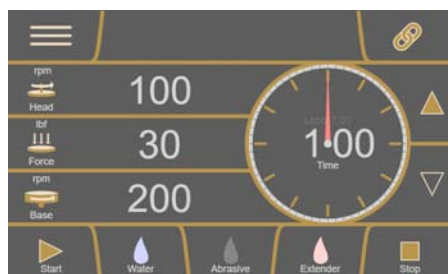 rpm
Head
100
lbf
Force
30
rpm
Base
200
1:00
Time
Start
Water
Abrasive
Extender
Stop